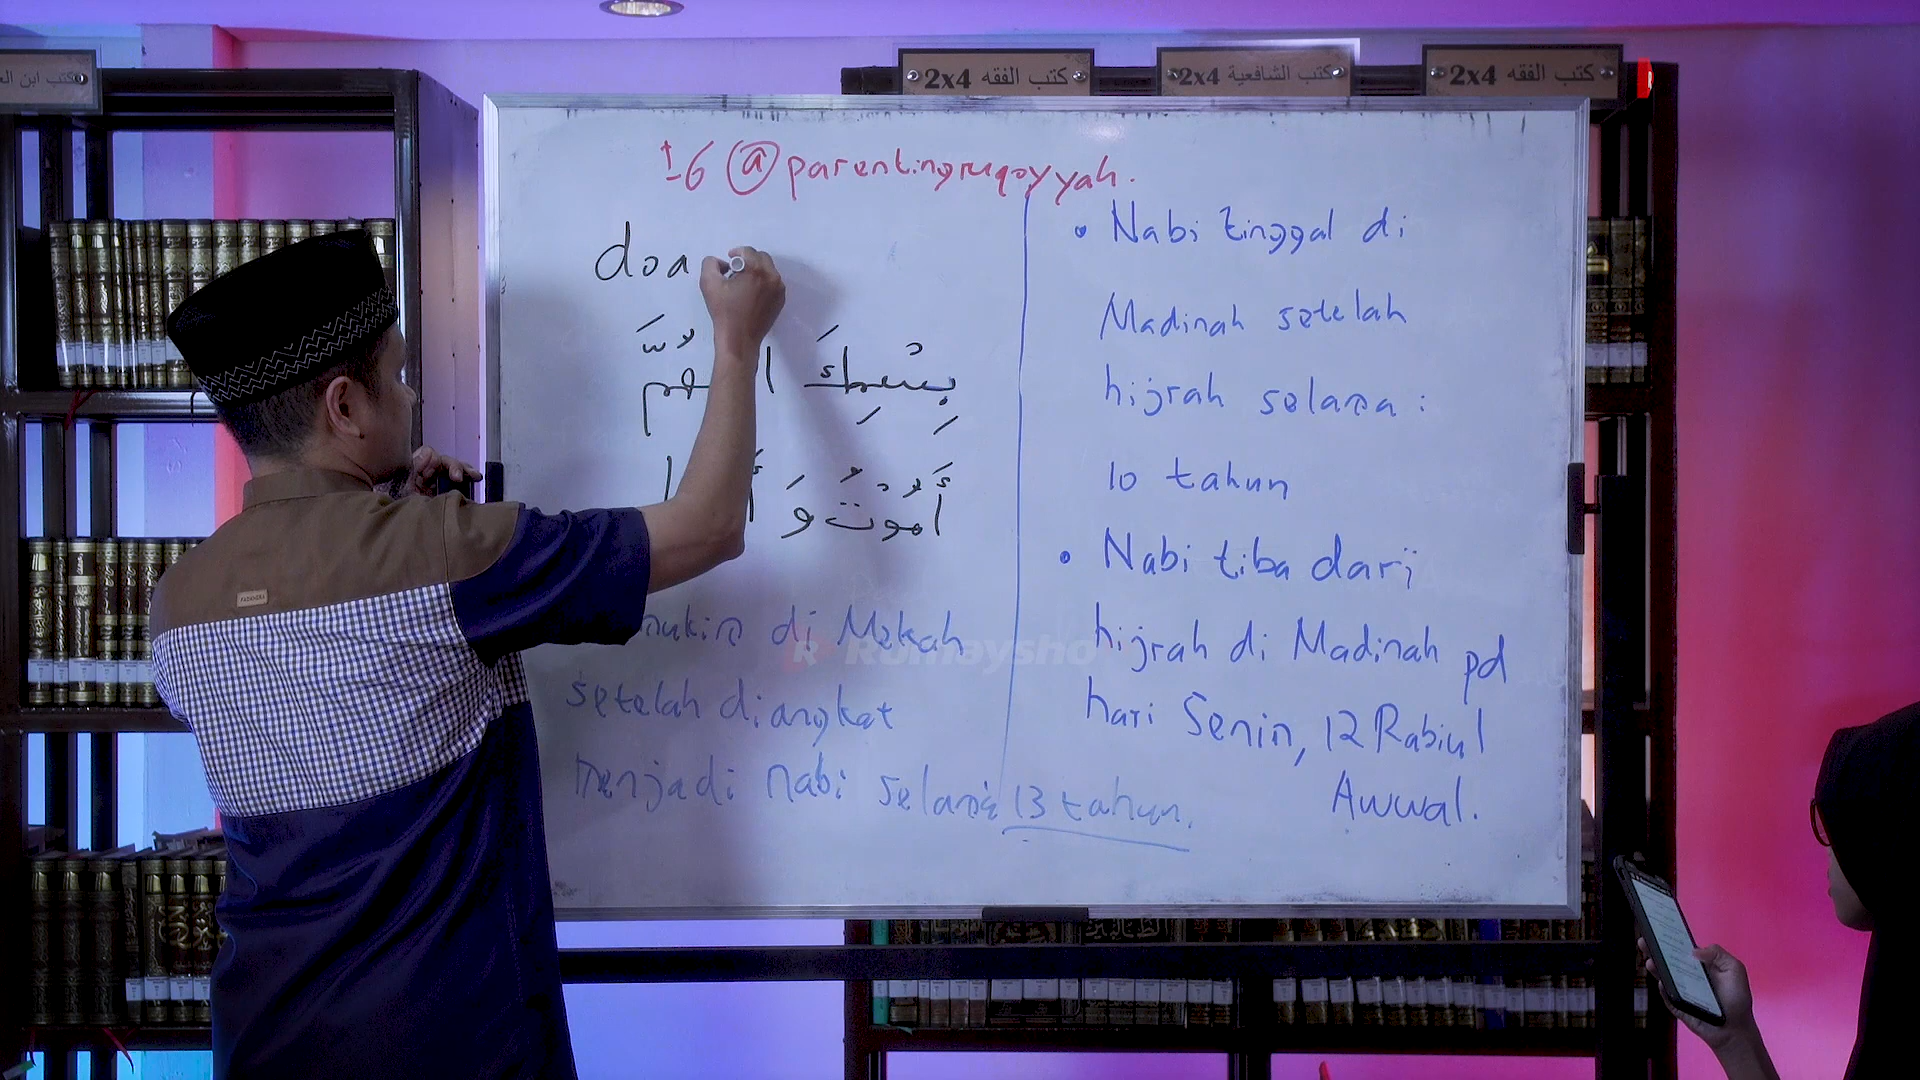 كتب الفقه 2x4
كتب الشافعية 2x4
كتب الفقه 2x4
±6 @parentingruqoyyah.
doa
بِسْمِكَ
أَمُوْتُ وَ
di Mekah
setelah diangkat
menjadi nabi selama 13 tahun.
• Nabi tinggal di
Madinah setelah
hijrah selama :
10 tahun
• Nabi tiba dari
hijrah di Madinah pd
hari Senin, 12 Rabiul
Awwal.
Rumaysho